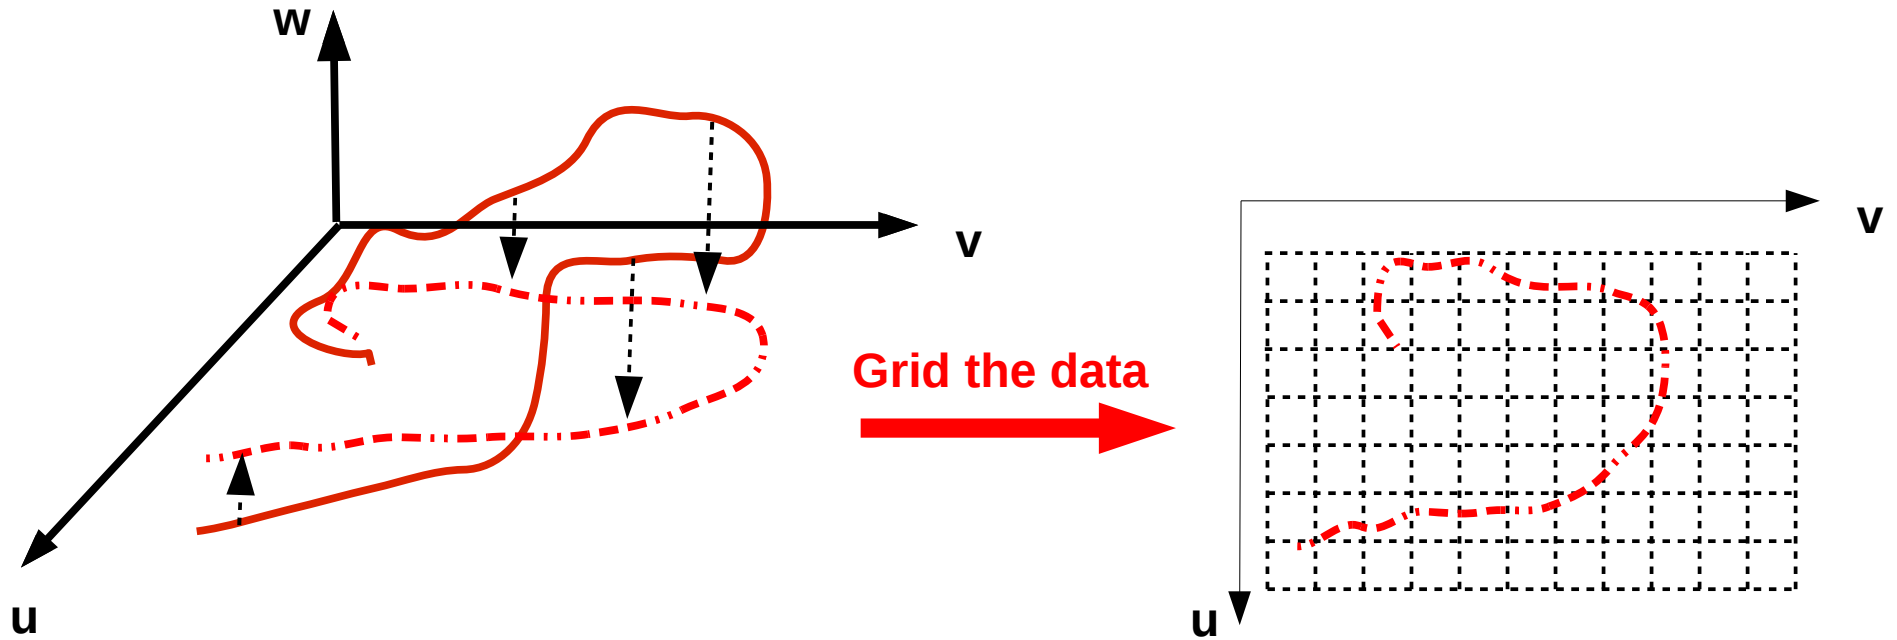 w
v
u
Grid the data
v
u